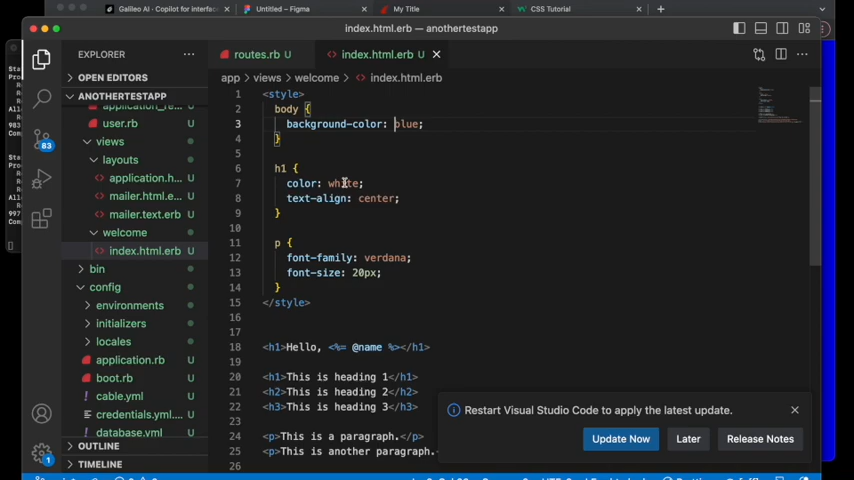 Galileo AI · Copilot for interfac
Untitled – Figma
My Title
CSS Tutorial
index.html.erb — anothertestapp
EXPLORER
routes.rb U
index.html.erb U
OPEN EDITORS
app > views > welcome > index.html.erb
ANOTHERTESTAPP
application_re... U
user.rb U
views
layouts
application.h... U
mailer.html.e... U
mailer.text.erb U
welcome
index.html.erb U
bin
config
environments
initializers
locales
application.rb U
boot.rb U
cable.yml U
credentials.yml.... U
database.yml U
OUTLINE
TIMELINE
83
1
1 <style>
2 body {
3 background-color: blue;
4 }
5
6 h1 {
7 color: white;
8 text-align: center;
9 }
10
11 p {
12 font-family: verdana;
13 font-size: 20px;
14 }
15 </style>
16
17
18 <h1>Hello, <%= @name %></h1>
19
20 <h1>This is heading 1</h1>
21 <h2>This is heading 2</h2>
22 <h3>This is heading 3</h3>
23
24 <p>This is a paragraph.</p>
25 <p>This is another paragraph.
26
Restart Visual Studio Code to apply the latest update.
Update Now
Later
Release Notes